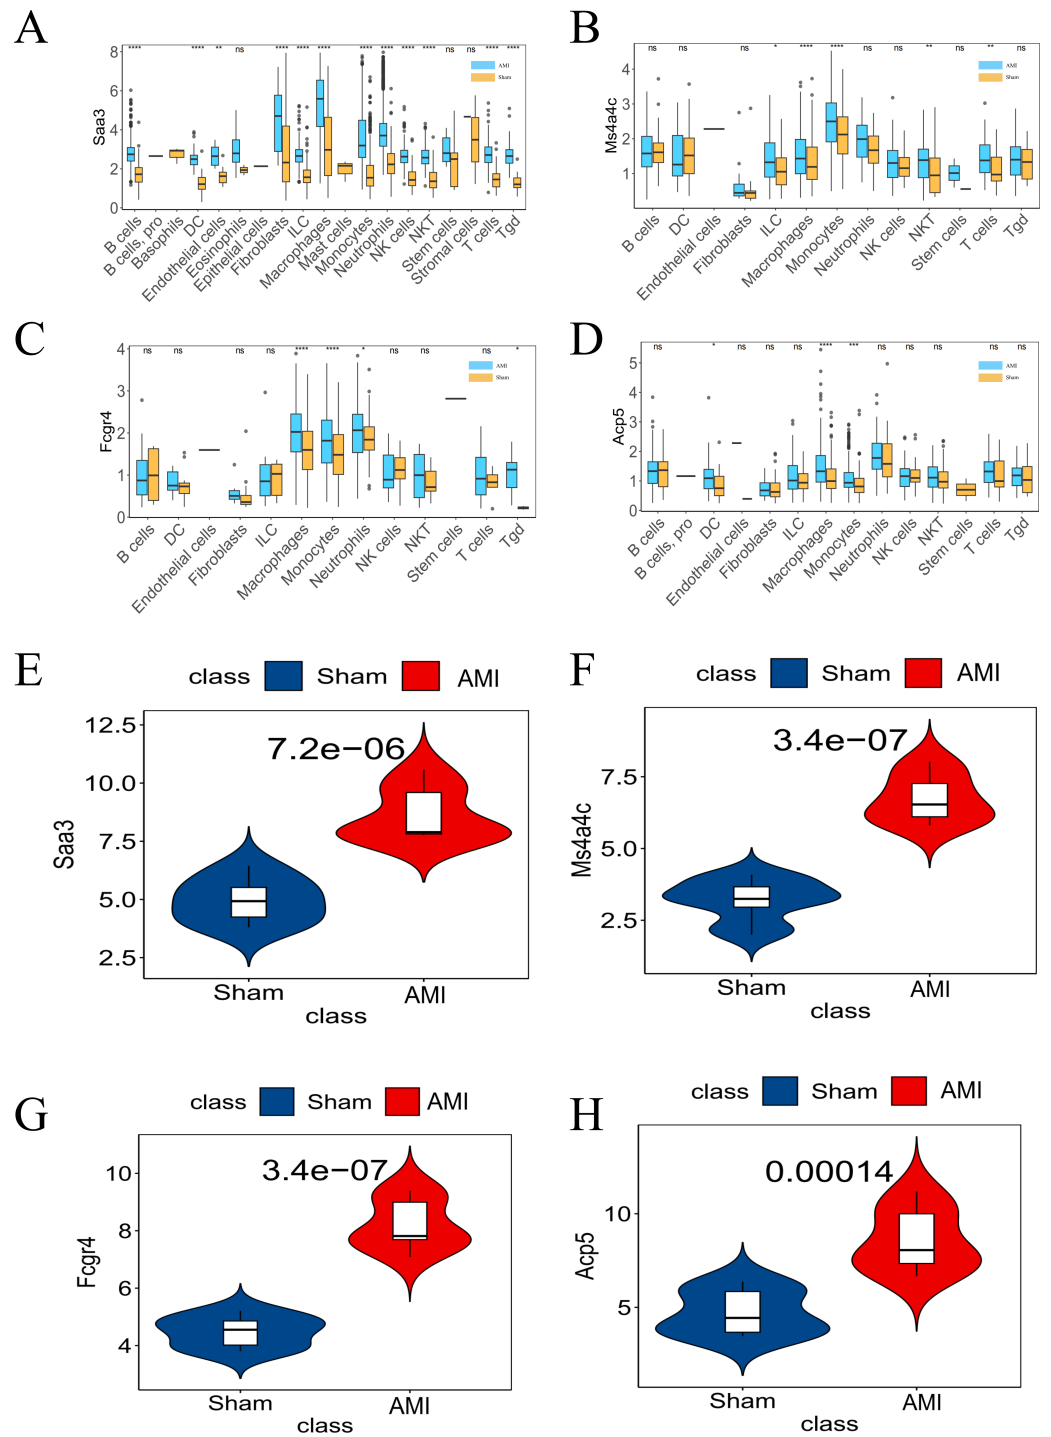 A
**** **** ** ns **** **** **** **** **** **** **** ns ns **** ****
AMI
Sham
Saa3
8
6
4
2
0
B cells
B cells, pro
Basophils
DC
Endothelial cells
Eosinophils
Epithelial cells
Fibroblasts
ILC
Macrophages
Mast cells
Monocytes
Neutrophils
NK cells
NKT
Stem cells
Stromal cells
T cells
Tgd
B
ns ns ns * **** **** ns ns ** ns ** ns
AMI
Sham
Ms4a4c
4
3
2
1
B cells
DC
Endothelial cells
Fibroblasts
ILC
Macrophages
Monocytes
Neutrophils
NK cells
NKT
Stem cells
T cells
Tgd
C
ns ns ns ns **** **** * ns ns ns *
AMI
Sham
Fcgr4
4
3
2
1
0
B cells
DC
Endothelial cells
Fibroblasts
ILC
Macrophages
Monocytes
Neutrophils
NK cells
NKT
Stem cells
T cells
Tgd
D
ns * ns ns ns **** *** ns ns ns ns ns
AMI
Sham
Acp5
5
4
3
2
1
0
B cells
B cells, pro
DC
Endothelial cells
Fibroblasts
ILC
Macrophages
Monocytes
Neutrophils
NK cells
NKT
Stem cells
T cells
Tgd
E
class Sham AMI
7.2e−06
Saa3
12.5
10.0
7.5
5.0
2.5
Sham AMI
class
F
class Sham AMI
3.4e−07
Ms4a4c
7.5
5.0
2.5
Sham AMI
class
G
class Sham AMI
3.4e−07
Fcgr4
10
8
6
4
Sham AMI
class
H
class Sham AMI
0.00014
Acp5
10
5
Sham AMI
class